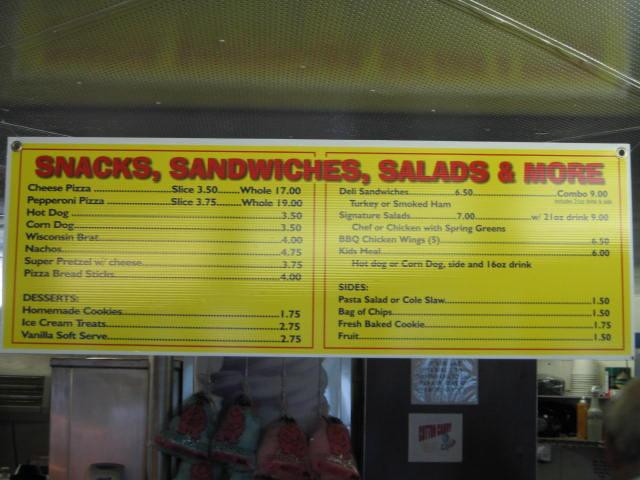 SNACKS, SANDWICHES, SALADS & MORE
Cheese Pizza ........................Slice 3.50.......Whole 17.00
Pepperoni Pizza ....................Slice 3.75.......Whole 19.00
Hot Dog ........................................................3.50
Corn Dog.......................................................3.50
Wisconsin Brat...............................................4.00
Nachos..........................................................4.75
Super Pretzel w/ cheese..................................3.75
Pizza Bread Sticks..........................................4.00
DESSERTS:
Homemade Cookies........................................1.75
Ice Cream Treats............................................2.75
Vanilla Soft Serve...........................................2.75
Deli Sandwiches..............6.50.........................Combo 9.00
includes 21oz drink & side
Turkey or Smoked Ham
Signature Salads..............7.00................w/ 21oz drink 9.00
Chef or Chicken with Spring Greens
BBQ Chicken Wings (5)..........................................6.50
Kids Meal............................................................6.00
Hot dog or Corn Dog, side and 16oz drink
SIDES:
Pasta Salad or Cole Slaw........................................1.50
Bag of Chips........................................................1.50
Fresh Baked Cookie..............................................1.75
Fruit...................................................................1.50
COTTON CANDY